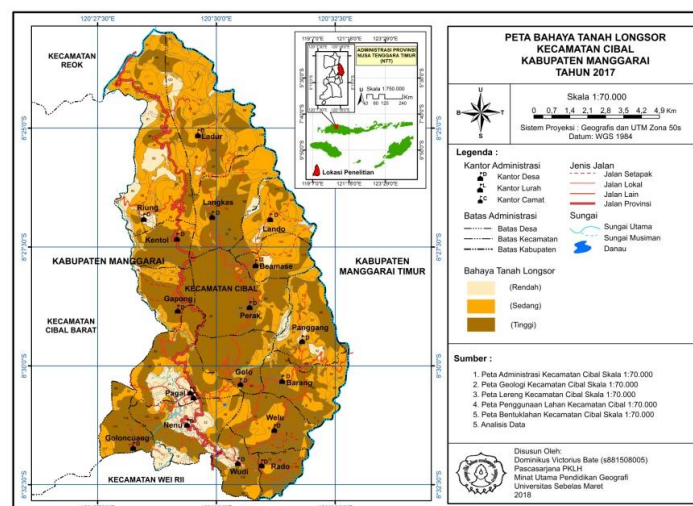 120°27'30"E
120°30'0"E
120°32'30"E
8°25'0"S
8°27'30"S
8°30'0"S
8°32'30"S
KECAMATAN
REOK
KABUPATEN MANGGARAI
KECAMATAN
CIBAL BARAT
KECAMATAN WEI RII
KABUPATEN
MANGGARAI TIMUR
KECAMATAN CIBAL
Ladur
Riung
Langkas
Lando
Kentol
Beamase
Gapong
Perak
Panggang
Golo
Barang
Pagal
Nenu
Welu
Goloncuang
Wudi
Rado
ADMINISTRASI PROVINSI
NUSA TENGGARA TIMUR
(NTT)
Skala 1:750.000
Km
Lokasi Penelitian
PETA BAHAYA TANAH LONGSOR
KECAMATAN CIBAL
KABUPATEN MANGGARAI
TAHUN 2017
U
B
T
S
Skala 1:70.000
0 0,7 1,4 2,1 2,8 3,5 4,2 4,9 Km
Sistem Proyeksi : Geografis dan UTM Zona 50s
Datum: WGS 1984
Legenda :
Kantor Administrasi
Kantor Desa
Kantor Lurah
Kantor Camat
Batas Administrasi
Batas Desa
Batas Kecamatan
Batas Kabupaten
Jenis Jalan
Jalan Setapak
Jalan Lokal
Jalan Lain
Jalan Provinsi
Sungai
Sungai Utama
Sungai Musiman
Danau
Bahaya Tanah Longsor
(Rendah)
(Sedang)
(Tinggi)
Sumber :
1. Peta Administrasi Kecamatan Cibal Skala 1:70.000
2. Peta Geologi Kecamatan Cibal Skala 1:70.000
3. Peta Lereng Kecamatan Cibal Skala 1:70.000
4. Peta Penggunaan Lahan Kecamatan Cibal 1:70.000
5. Peta Bentuklahan Kecamatan Cibal Skala 1:70.000
5. Analisis Data
Disusun Oleh:
Dominikus Victorius Bate (s881508005)
Pascasarjana PKLH
Minat Utama Pendidikan Geografi
Universitas Sebelas Maret
2018